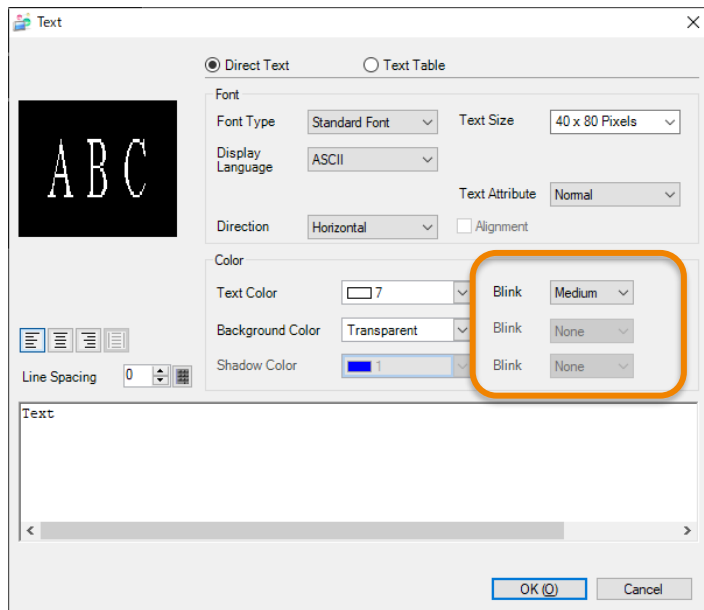 Text
Direct Text Text Table
Font
Font Type Standard Font Text Size 40 x 80 Pixels
Display
Language ASCII
Text Attribute Normal
Direction Horizontal Alignment
ABC
Color
Text Color 7 Blink Medium
Background Color Transparent Blink None
Shadow Color 1 Blink None
Line Spacing 0
Text
OK (O) Cancel